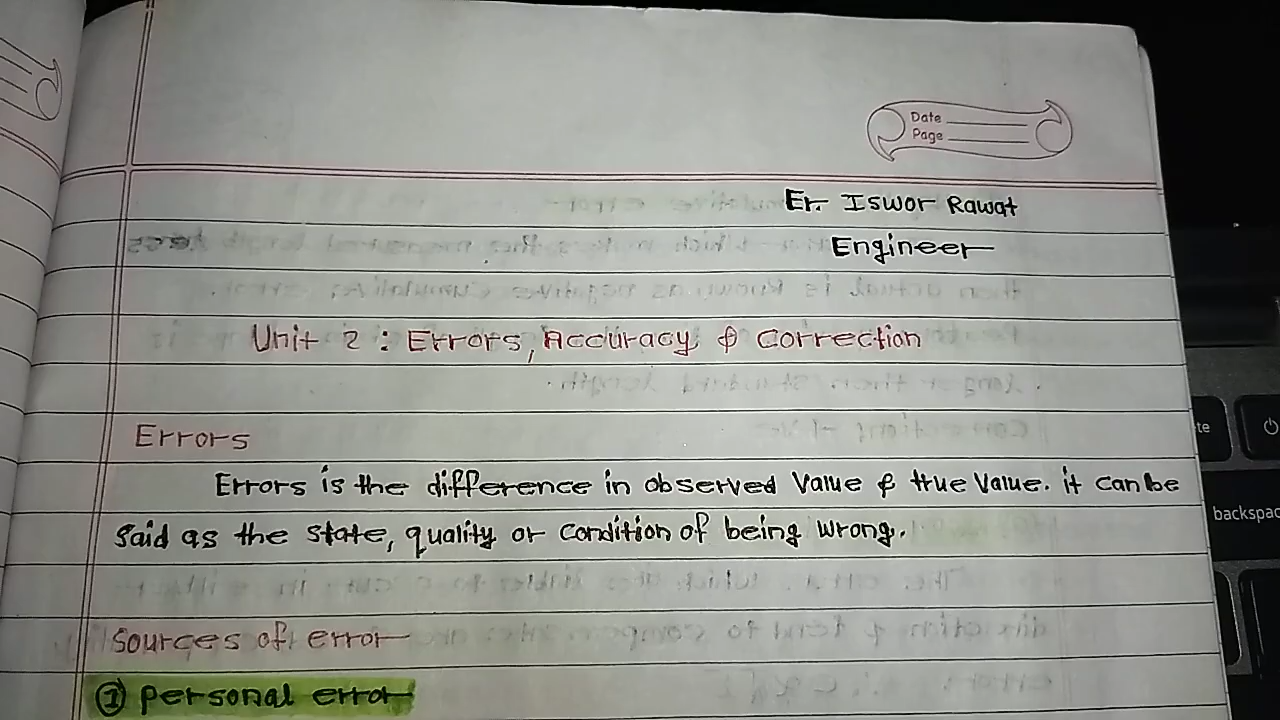 Date
Page
Er. Iswor Rawat
Engineer
Unit 2 : Errors, Accuracy & Correction
Errors
Errors is the difference in observed value & true value. it can be
said as the state, quality or condition of being wrong.
Sources of error
① personal error
te
backspac